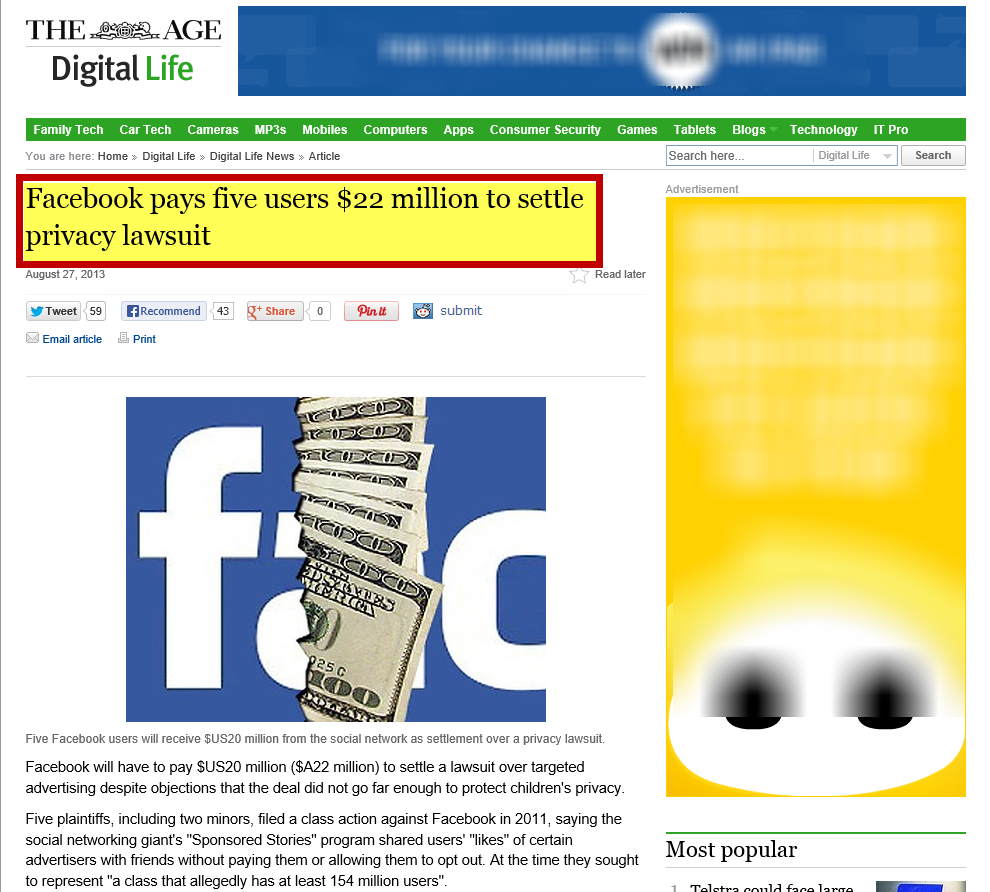 THE AGE
Digital Life
Family Tech Car Tech Cameras MP3s Mobiles Computers Apps Consumer Security Games Tablets Blogs Technology IT Pro
You are here: Home » Digital Life » Digital Life News » Article
Search here... Digital Life Search
Facebook pays five users $22 million to settle
privacy lawsuit
August 27, 2013
Read later
Tweet 59 Recommend 43 Share 0 Pin it submit
Email article Print
Advertisement
fac
100
Five Facebook users will receive $US20 million from the social network as settlement over a privacy lawsuit.
Facebook will have to pay $US20 million ($A22 million) to settle a lawsuit over targeted
advertising despite objections that the deal did not go far enough to protect children's privacy.
Five plaintiffs, including two minors, filed a class action against Facebook in 2011, saying the
social networking giant's "Sponsored Stories" program shared users' "likes" of certain
advertisers with friends without paying them or allowing them to opt out. At the time they sought
to represent "a class that allegedly has at least 154 million users".
Most popular
1 Telstra could face large